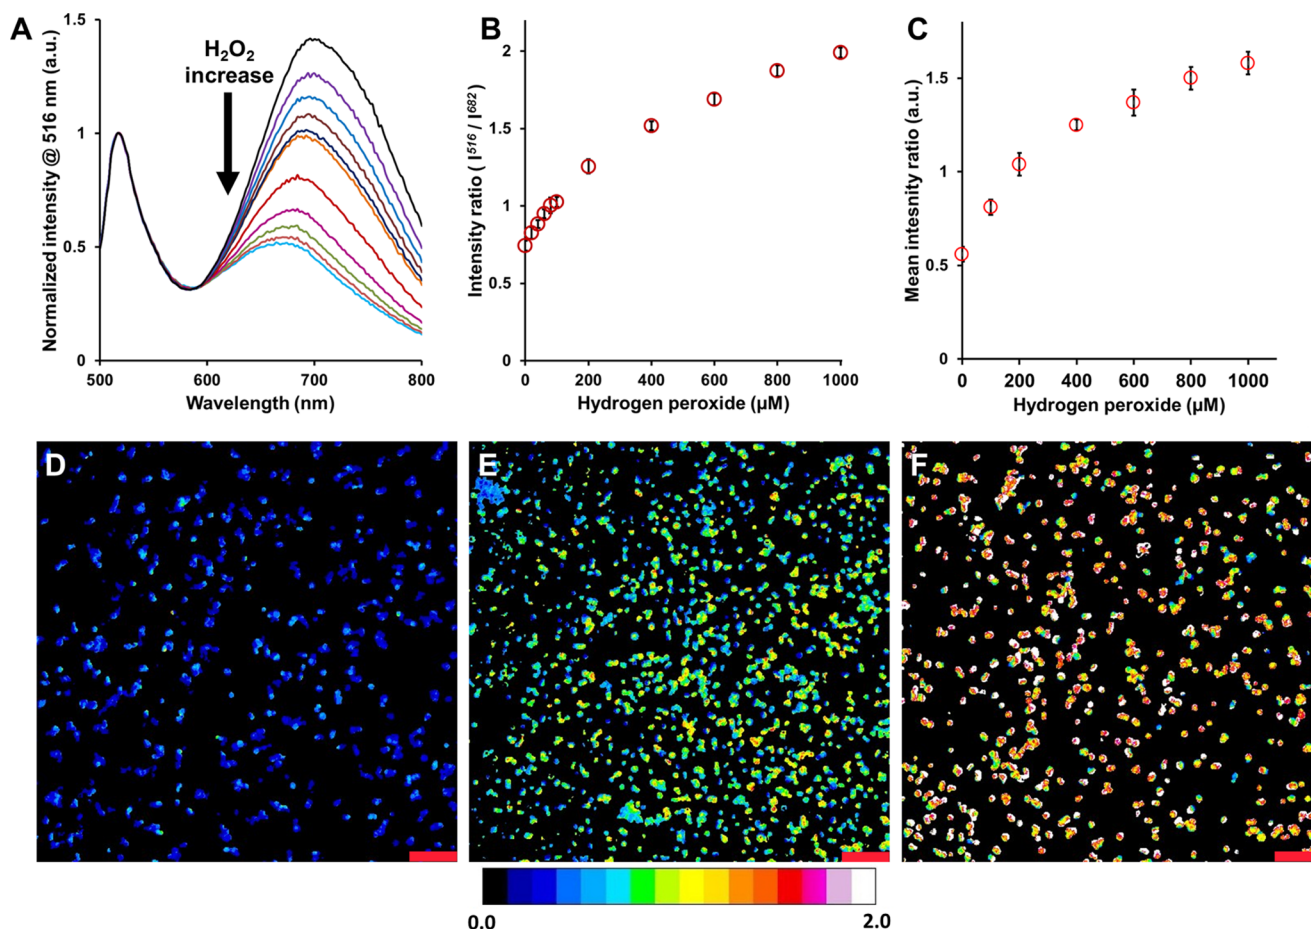 A
1.5
1
0.5
0
Normalized intensity @ 516 nm (a.u.)
H₂O₂
increase
500
600
700
800
Wavelength (nm)
B
2
1.5
1
0.5
0
Intensity ratio ( I⁵¹⁶ / I⁶⁸²)
0
200
400
600
800
1000
Hydrogen peroxide (µM)
C
1.5
1
0.5
0
Mean intesnity ratio (a.u.)
0
200
400
600
800
1000
Hydrogen peroxide (µM)
D
E
F
0.0
2.0